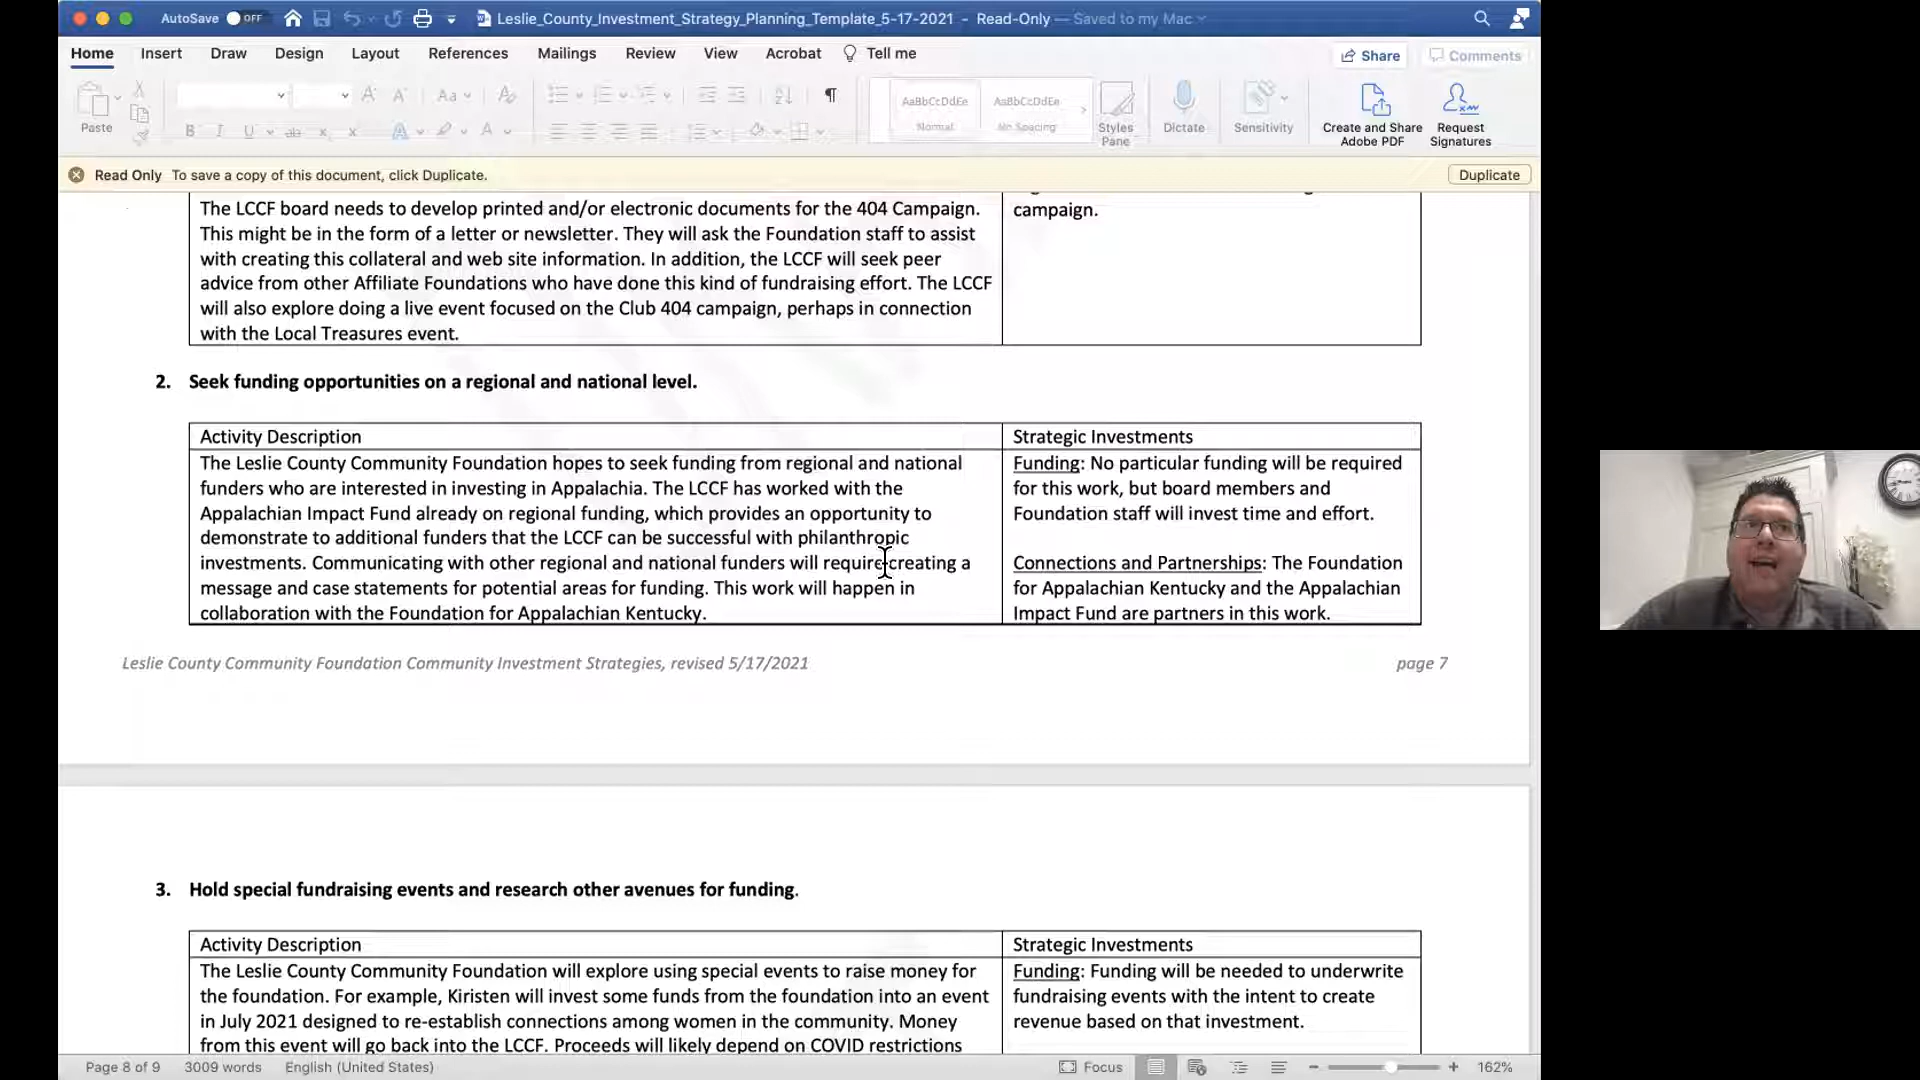 AutoSave OFF Leslie_County_Investment_Strategy_Planning_Template_5-17-2021 - Read-Only — Saved to my Mac
Home Insert Draw Design Layout References Mailings Review View Acrobat Tell me Share Comments
Paste
AaBbCcDdEe AaBbCcDdEe
Normal No Spacing
Styles Pane
Dictate
Sensitivity
Create and Share Adobe PDF
Request Signatures
Read Only To save a copy of this document, click Duplicate. Duplicate
The LCCF board needs to develop printed and/or electronic documents for the 404 Campaign.
This might be in the form of a letter or newsletter. They will ask the Foundation staff to assist
with creating this collateral and web site information. In addition, the LCCF will seek peer
advice from other Affiliate Foundations who have done this kind of fundraising effort. The LCCF
will also explore doing a live event focused on the Club 404 campaign, perhaps in connection
with the Local Treasures event.
campaign.
2. Seek funding opportunities on a regional and national level.
Activity Description
The Leslie County Community Foundation hopes to seek funding from regional and national
funders who are interested in investing in Appalachia. The LCCF has worked with the
Appalachian Impact Fund already on regional funding, which provides an opportunity to
demonstrate to additional funders that the LCCF can be successful with philanthropic
investments. Communicating with other regional and national funders will require creating a
message and case statements for potential areas for funding. This work will happen in
collaboration with the Foundation for Appalachian Kentucky.
Strategic Investments
Funding: No particular funding will be required
for this work, but board members and
Foundation staff will invest time and effort.
Connections and Partnerships: The Foundation
for Appalachian Kentucky and the Appalachian
Impact Fund are partners in this work.
Leslie County Community Foundation Community Investment Strategies, revised 5/17/2021 page 7
3. Hold special fundraising events and research other avenues for funding.
Activity Description
The Leslie County Community Foundation will explore using special events to raise money for
the foundation. For example, Kiristen will invest some funds from the foundation into an event
in July 2021 designed to re-establish connections among women in the community. Money
from this event will go back into the LCCF. Proceeds will likely depend on COVID restrictions
Strategic Investments
Funding: Funding will be needed to underwrite
fundraising events with the intent to create
revenue based on that investment.
Page 8 of 9 3009 words English (United States) Focus 162%